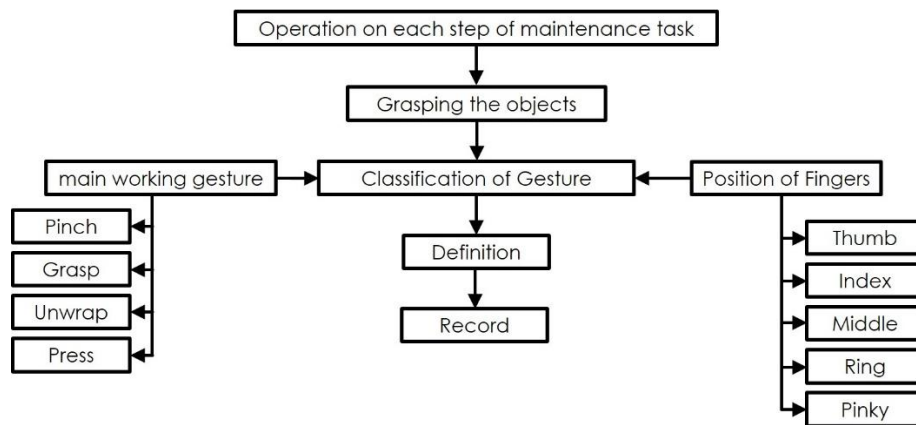 Operation on each step of maintenance task
Grasping the objects
main working gesture
Classification of Gesture
Position of Fingers
Pinch
Grasp
Unwrap
Press
Definition
Record
Thumb
Index
Middle
Ring
Pinky